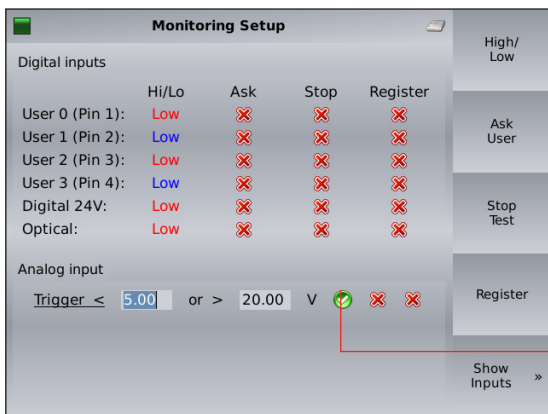 Monitoring Setup
Digital inputs
Hi/Lo Ask Stop Register
User 0 (Pin 1): Low
User 1 (Pin 2): Low
User 2 (Pin 3): Low
User 3 (Pin 4): Low
Digital 24V: Low
Optical: Low
Analog input
Trigger < 5.00 or > 20.00 V
High/
Low
Ask
User
Stop
Test
Register
Show
Inputs »